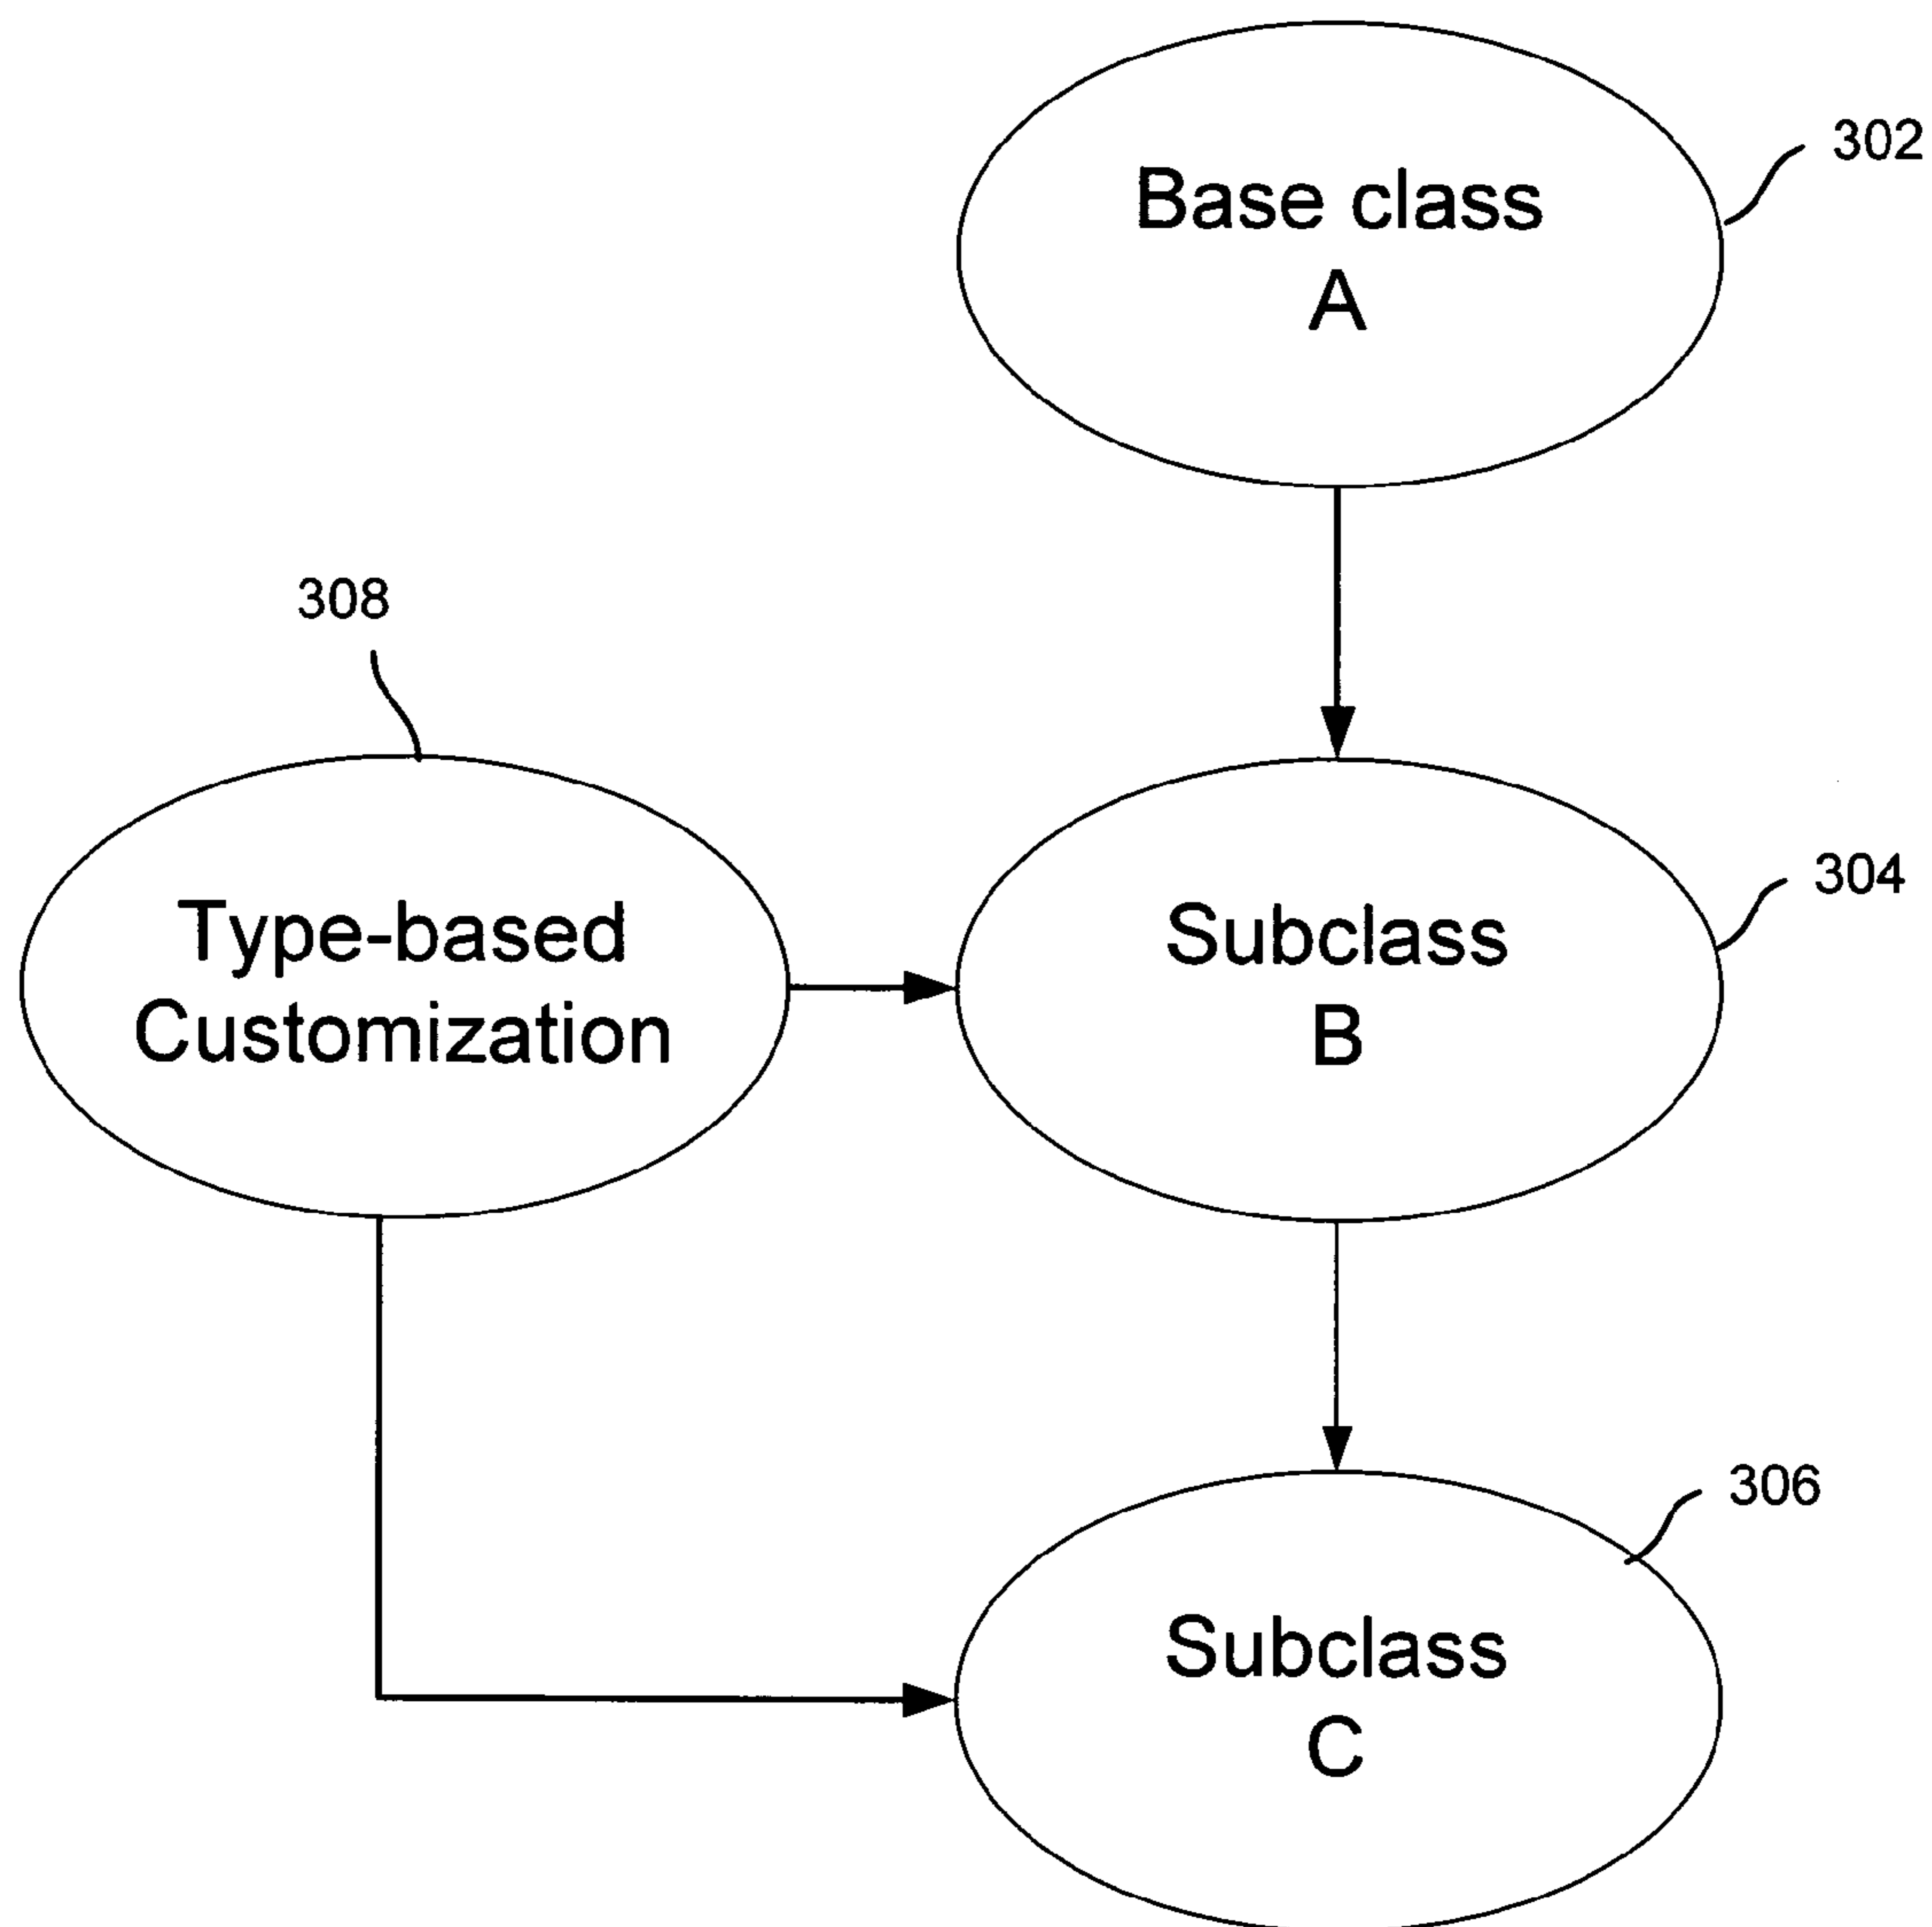 302
Base class
A
308
304
Type-based
Customization
Subclass
B
306
Subclass
C